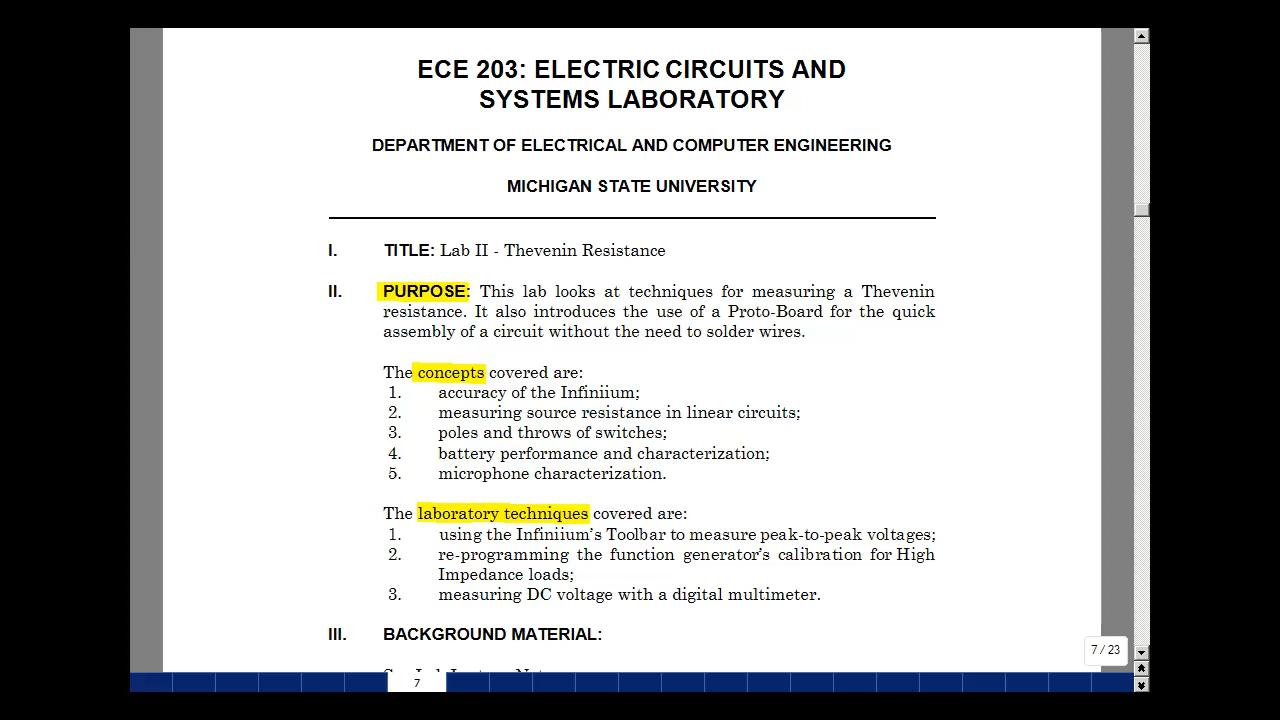 ECE 203: ELECTRIC CIRCUITS AND
SYSTEMS LABORATORY
DEPARTMENT OF ELECTRICAL AND COMPUTER ENGINEERING
MICHIGAN STATE UNIVERSITY
I. TITLE: Lab II - Thevenin Resistance
II. PURPOSE: This lab looks at techniques for measuring a Thevenin
resistance. It also introduces the use of a Proto-Board for the quick
assembly of a circuit without the need to solder wires.
The concepts covered are:
1. accuracy of the Infiniium;
2. measuring source resistance in linear circuits;
3. poles and throws of switches;
4. battery performance and characterization;
5. microphone characterization.
The laboratory techniques covered are:
1. using the Infiniium's Toolbar to measure peak-to-peak voltages;
2. re-programming the function generator's calibration for High
Impedance loads;
3. measuring DC voltage with a digital multimeter.
III. BACKGROUND MATERIAL:
7 / 23
7